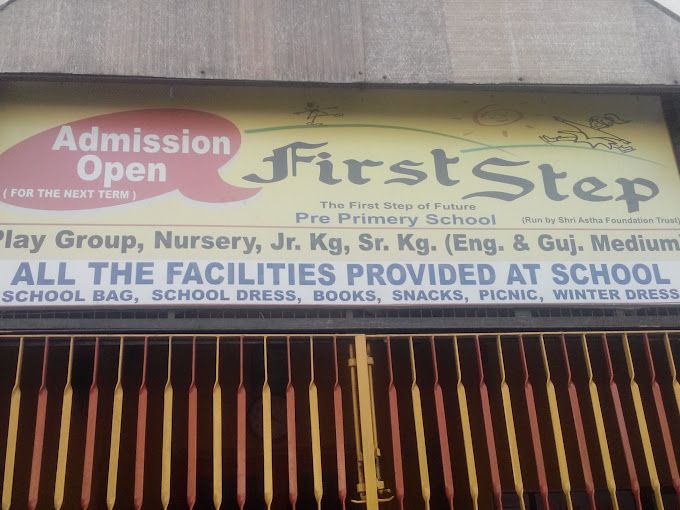 Admission
Open
( FOR THE NEXT TERM )
First Step
The First Step of Future
Pre Primery School
(Run by Shri Astha Foundation Trust)
Play Group, Nursery, Jr. Kg, Sr. Kg. (Eng. & Guj. Medium)
ALL THE FACILITIES PROVIDED AT SCHOOL
SCHOOL BAG, SCHOOL DRESS, BOOKS, SNACKS, PICNIC, WINTER DRESS